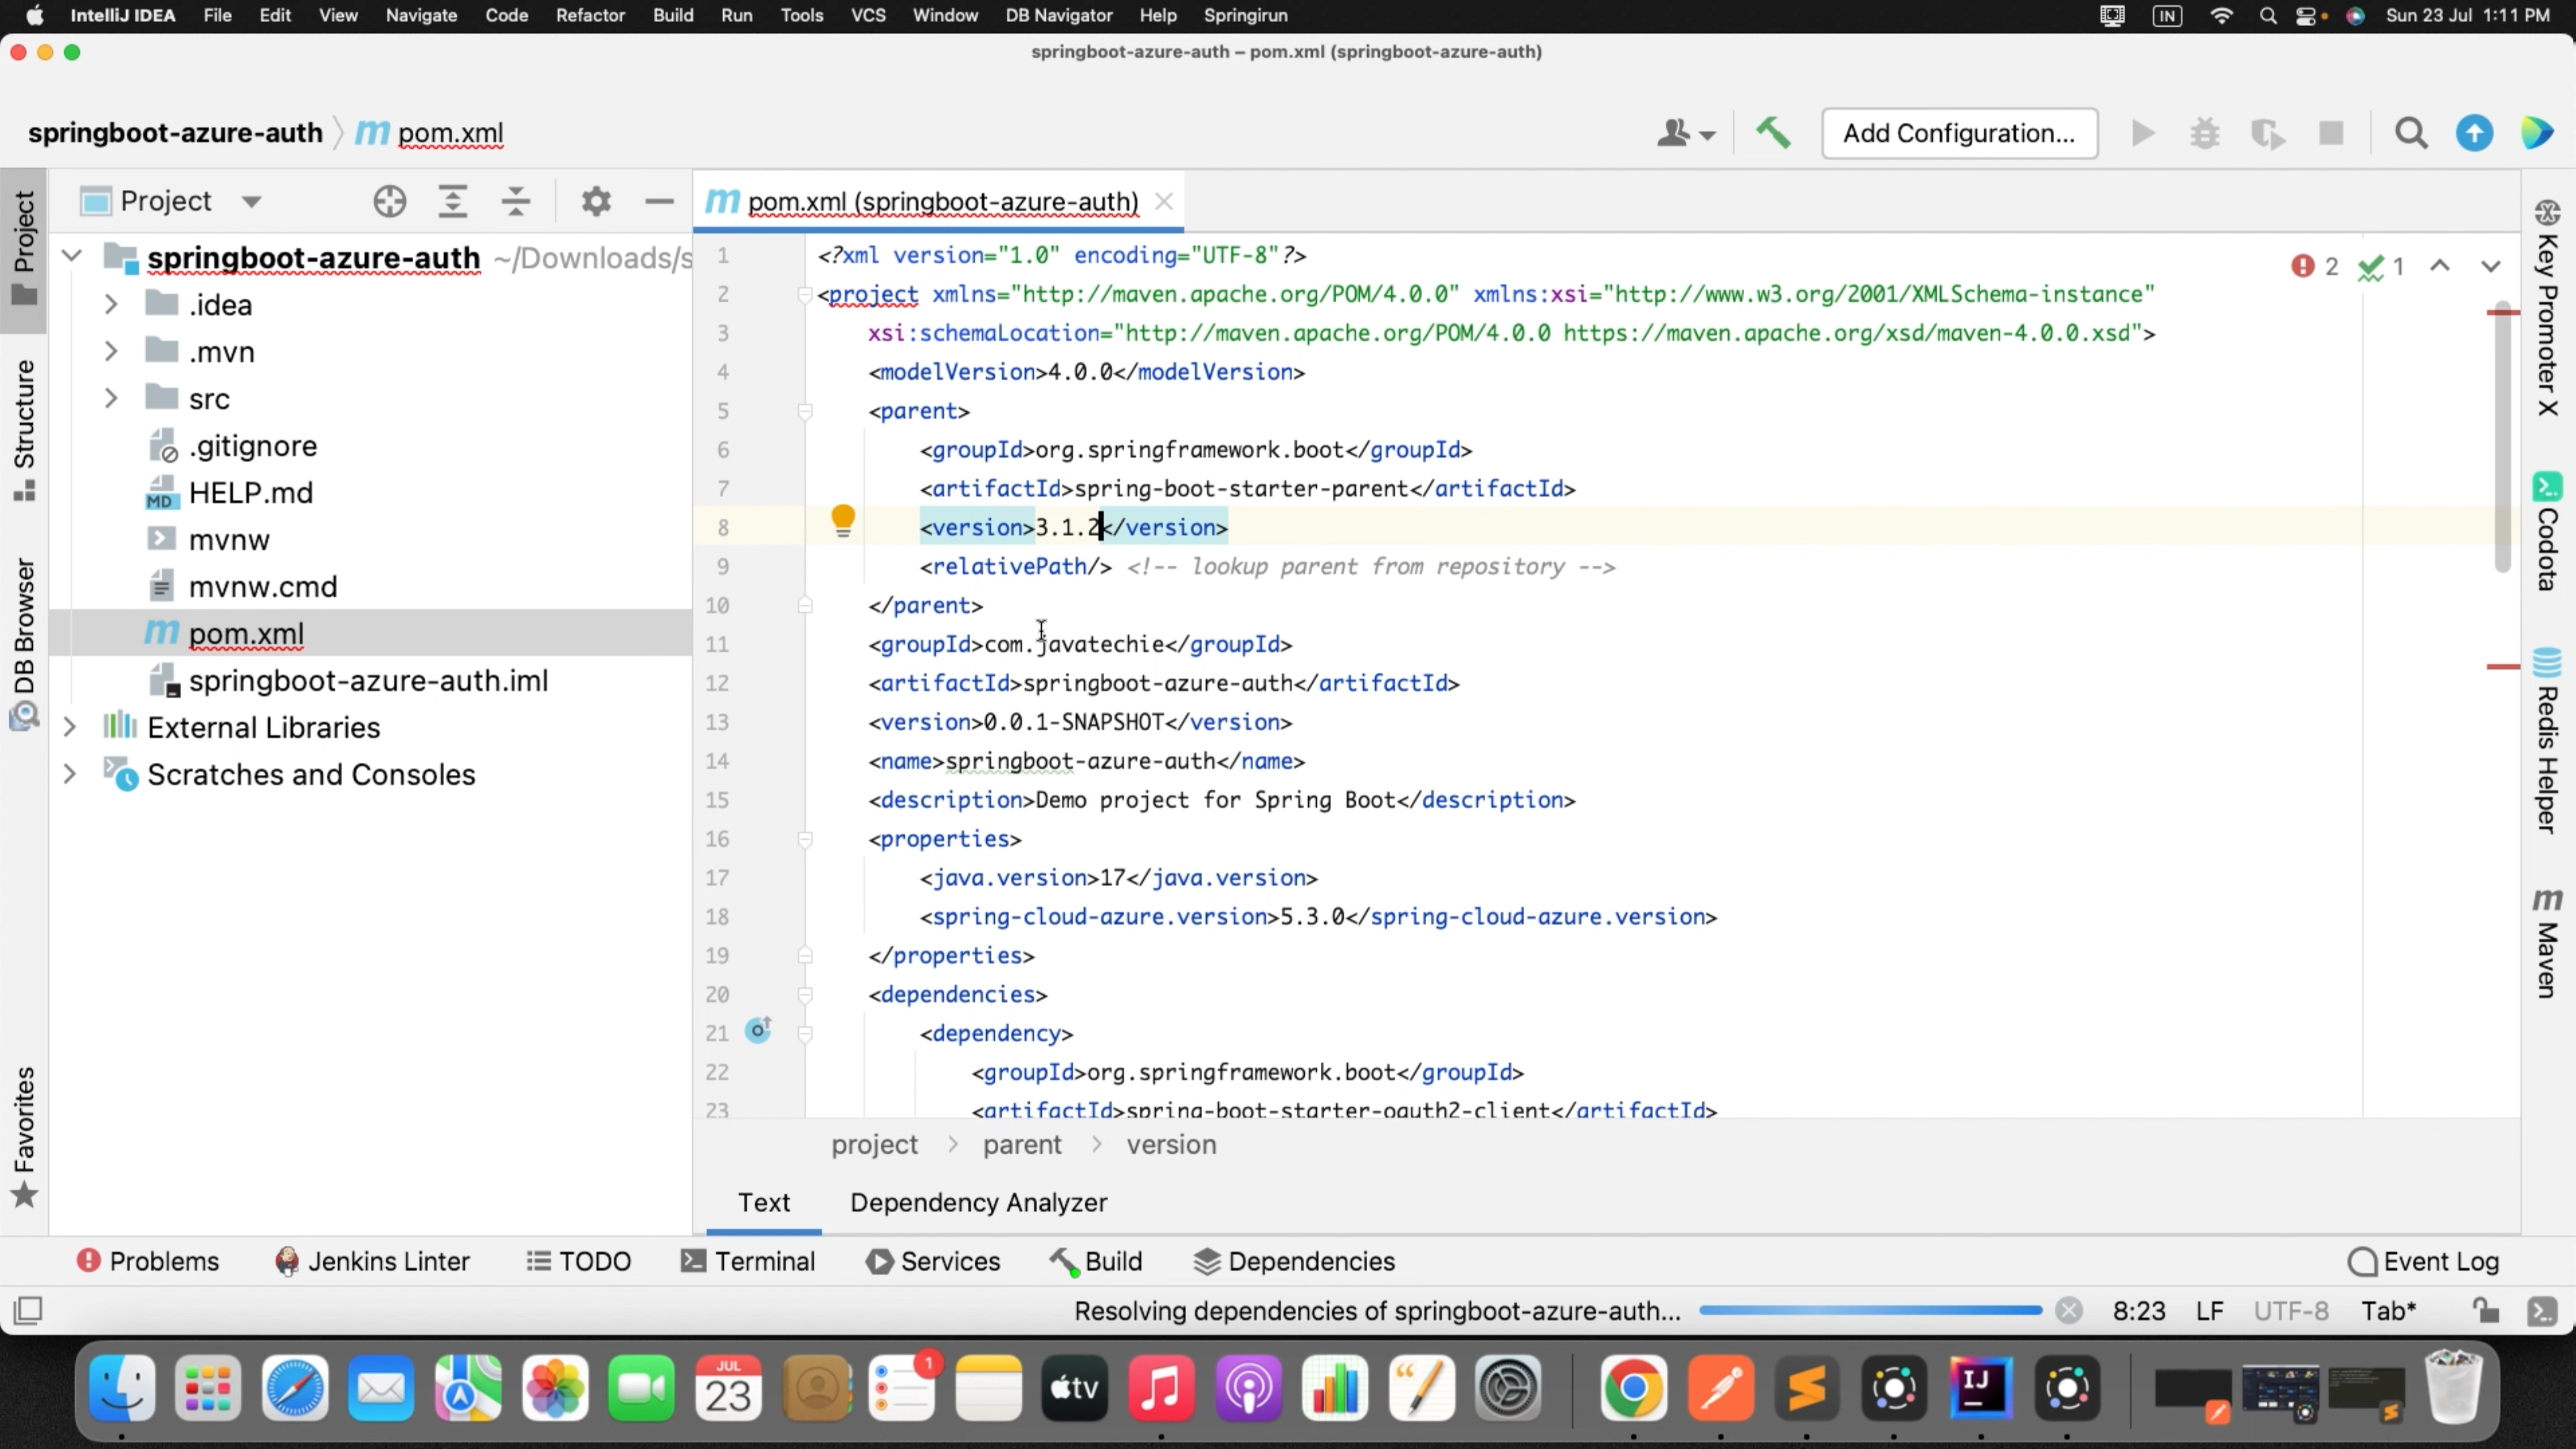 IntelliJ IDEA File Edit View Navigate Code Refactor Build Run Tools VCS Window DB Navigator Help Springirun IN Sun 23 Jul 1:11 PM
springboot-azure-auth – pom.xml (springboot-azure-auth)
springboot-azure-auth m pom.xml Add Configuration...
Project
Structure
DB Browser
Favorites
Project
springboot-azure-auth ~/Downloads/s
.idea
.mvn
src
.gitignore
MD HELP.md
mvnw
mvnw.cmd
m pom.xml
springboot-azure-auth.iml
External Libraries
Scratches and Consoles
m pom.xml (springboot-azure-auth)
2 1
1 <?xml version="1.0" encoding="UTF-8"?>
2 <project xmlns="http://maven.apache.org/POM/4.0.0" xmlns:xsi="http://www.w3.org/2001/XMLSchema-instance"
3 xsi:schemaLocation="http://maven.apache.org/POM/4.0.0 https://maven.apache.org/xsd/maven-4.0.0.xsd">
4 <modelVersion>4.0.0</modelVersion>
5 <parent>
6 <groupId>org.springframework.boot</groupId>
7 <artifactId>spring-boot-starter-parent</artifactId>
8 <version>3.1.2</version>
9 <relativePath/> <!-- lookup parent from repository -->
10 </parent>
11 <groupId>com.javatechie</groupId>
12 <artifactId>springboot-azure-auth</artifactId>
13 <version>0.0.1-SNAPSHOT</version>
14 <name>springboot-azure-auth</name>
15 <description>Demo project for Spring Boot</description>
16 <properties>
17 <java.version>17</java.version>
18 <spring-cloud-azure.version>5.3.0</spring-cloud-azure.version>
19 </properties>
20 <dependencies>
21 <dependency>
22 <groupId>org.springframework.boot</groupId>
23 <artifactId>spring-boot-starter-oauth2-client</artifactId>
project > parent > version
Text Dependency Analyzer
Key Promoter X
Codota
Redis Helper
m Maven
Problems Jenkins Linter TODO Terminal Services Build Dependencies Event Log
Resolving dependencies of springboot-azure-auth... 8:23 LF UTF-8 Tab*
JUL
23
1
tv
IJ